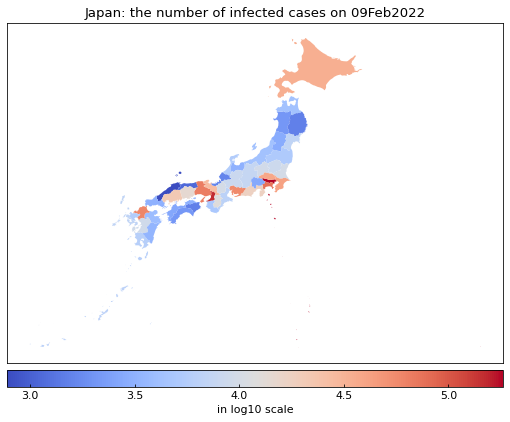 Japan: the number of infected cases on 09Feb2022
3.0 3.5 4.0 4.5 5.0
in log10 scale